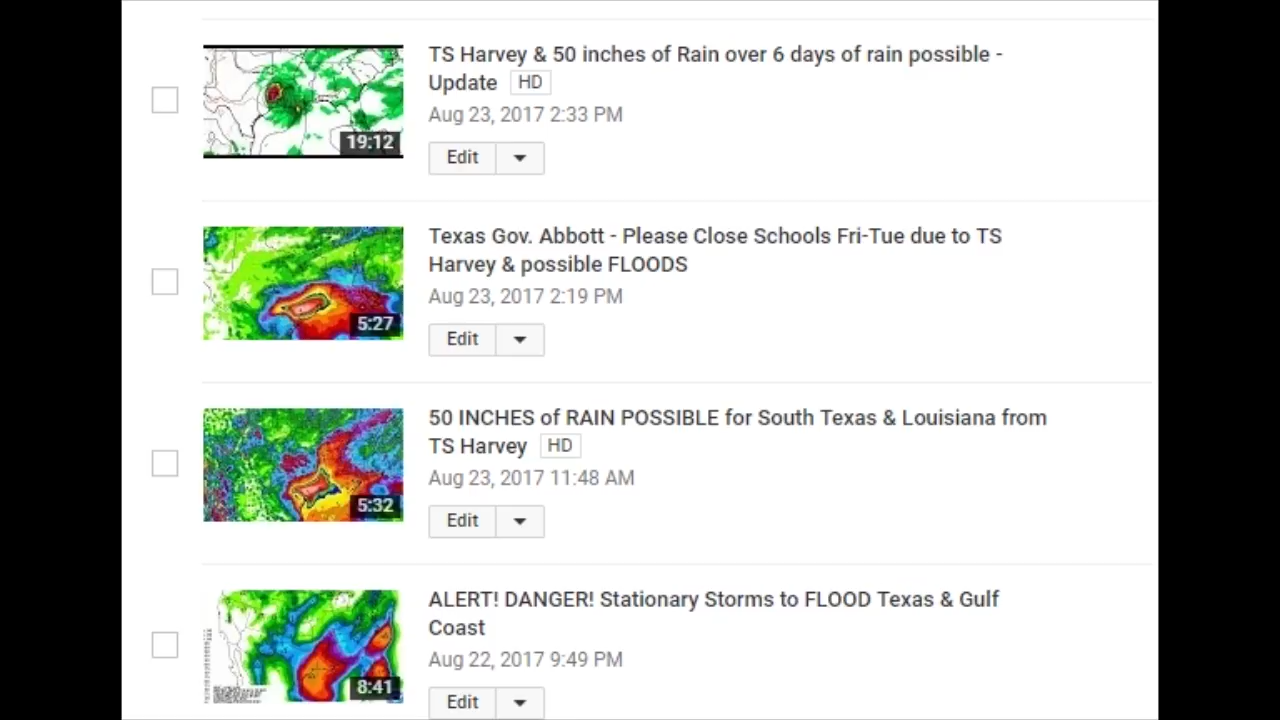 TS Harvey & 50 inches of Rain over 6 days of rain possible -
Update HD
Aug 23, 2017 2:33 PM
19:12
Edit
Texas Gov. Abbott - Please Close Schools Fri-Tue due to TS
Harvey & possible FLOODS
Aug 23, 2017 2:19 PM
5:27
Edit
50 INCHES of RAIN POSSIBLE for South Texas & Louisiana from
TS Harvey HD
Aug 23, 2017 11:48 AM
5:32
Edit
ALERT! DANGER! Stationary Storms to FLOOD Texas & Gulf
Coast
Aug 22, 2017 9:49 PM
8:41
Edit